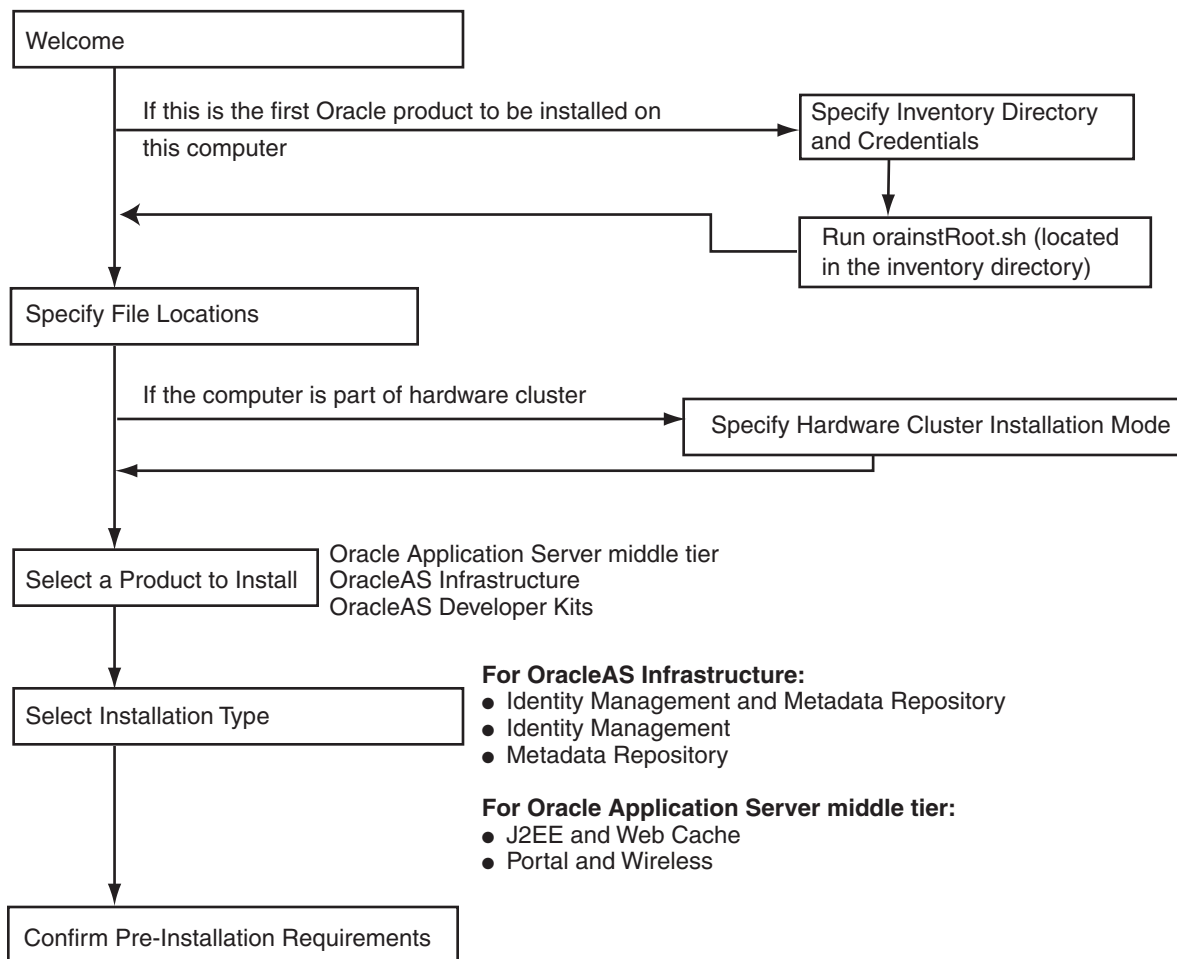 Welcome
If this is the first Oracle product to be installed on
this computer
Specify Inventory Directory
and Credentials
Run orainstRoot.sh (located
in the inventory directory)
Specify File Locations
If the computer is part of hardware cluster
Specify Hardware Cluster Installation Mode
Select a Product to Install
Oracle Application Server middle tier
OracleAS Infrastructure
OracleAS Developer Kits
Select Installation Type
For OracleAS Infrastructure:
● Identity Management and Metadata Repository
● Identity Management
● Metadata Repository
For Oracle Application Server middle tier:
● J2EE and Web Cache
● Portal and Wireless
Confirm Pre-Installation Requirements